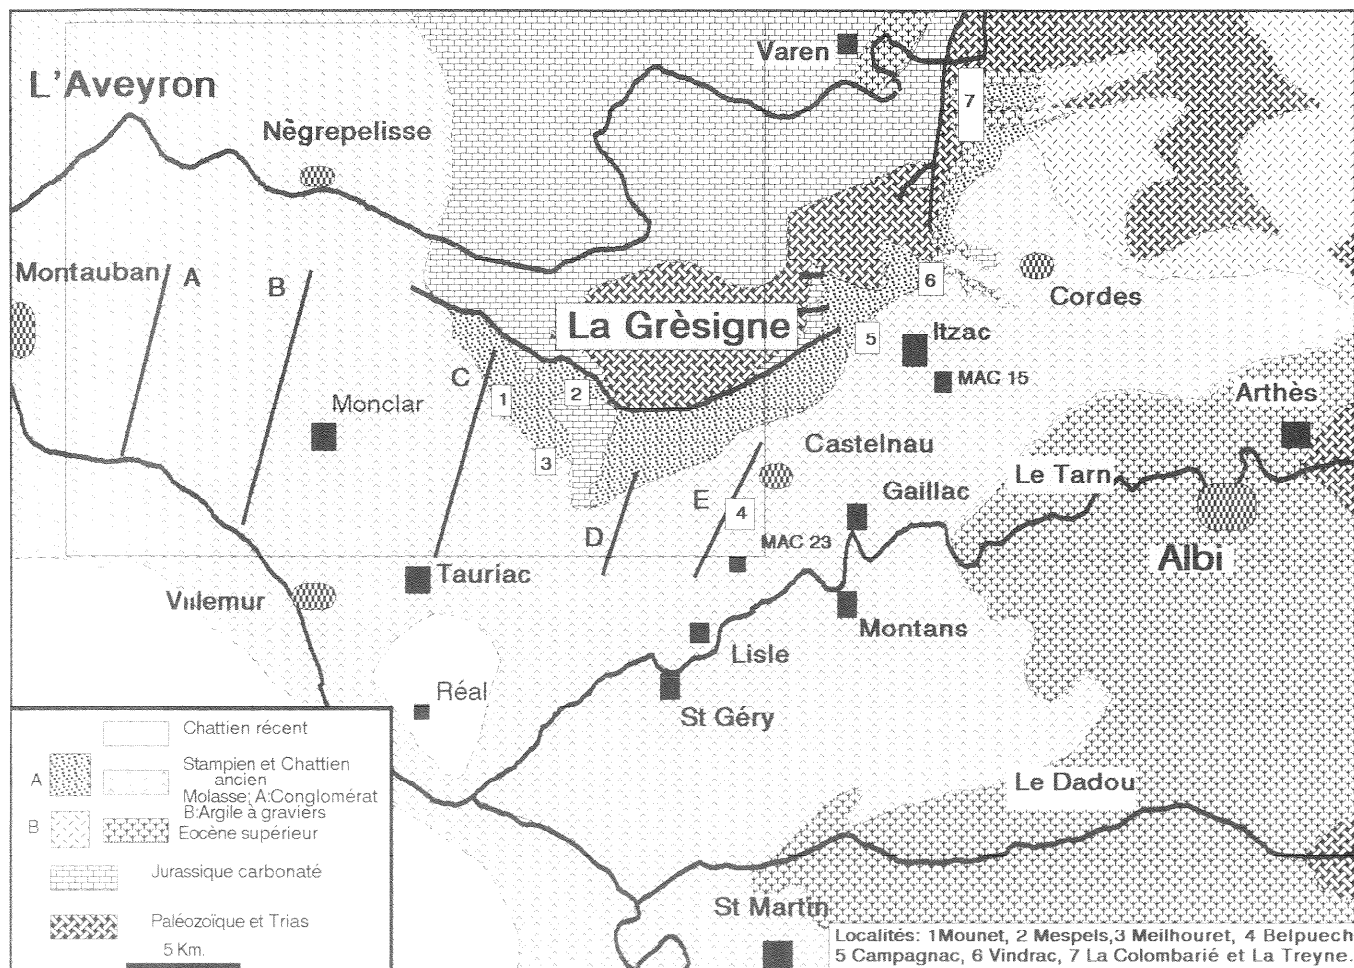 Varen
7
L'Aveyron
Nègrepelisse
Montauban
A
B
6
Cordes
La Grèsigne
5
Itzac
C
MAC 15
1
2
Monclar
Arthès
3
Castelnau
Le Tarn
E
4
Gaillac
D
MAC 23
Albi
Tauriac
Villemur
Montans
Lisle
Réal
St Géry
Chattien récent
A
Stampien et Chattien
ancien
Molasse: A:Conglomérat
B:Argile à graviers
B
Eocène supérieur
Le Dadou
Jurassique carbonaté
Paléozoïque et Trias
St Martin
5 Km.
Localités: 1Mounet, 2 Mespels,3 Meilhouret, 4 Belpuech
5 Campagnac, 6 Vindrac, 7 La Colombarié et La Treyne.